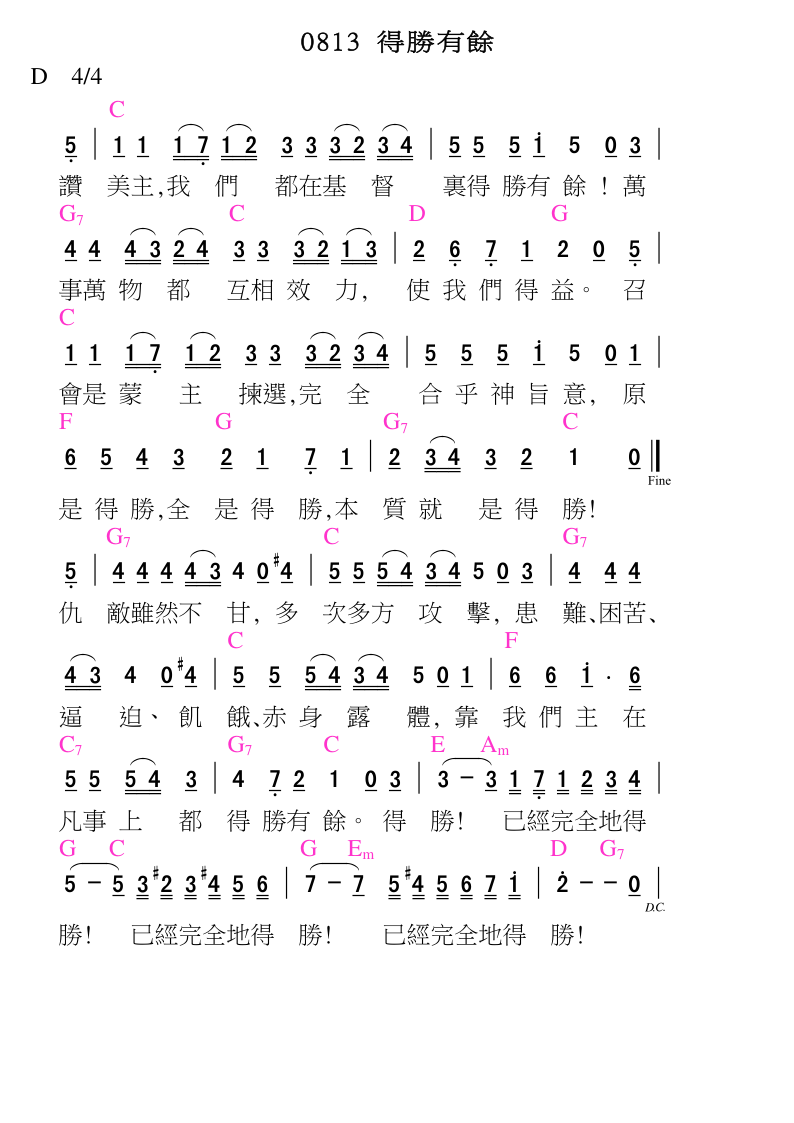 0813 得勝有餘
D 4/4
C
5 | 1 1 1 7 1 2 3 3 3 2 3 4 | 5 5 5 1 5 0 3 |
讚 美主,我 們 都在基 督 裏得 勝有 餘 ! 萬
G7 C D G
4 4 4 3 2 4 3 3 3 2 1 3 | 2 6 7 1 2 0 5 |
事萬 物 都 互相 效 力, 使 我 們 得 益。 召
C
1 1 1 7 1 2 3 3 3 2 3 4 | 5 5 5 1 5 0 1 |
會是 蒙 主 揀選,完 全 合 乎 神 旨 意, 原
F G G7 C
6 5 4 3 2 1 7 1 | 2 3 4 3 2 1 0 ‖
Fine
是 得 勝,全 是 得 勝,本 質 就 是 得 勝!
G7 C G7
5 | 4 4 4 4 3 4 0 #4 | 5 5 5 4 3 4 5 0 3 | 4 4 4
仇 敵雖然不 甘, 多 次多方 攻 擊, 患 難、困苦、
C F
4 3 4 0 #4 | 5 5 5 4 3 4 5 0 1 | 6 6 1 · 6
逼 迫、 飢 餓、赤 身 露 體, 靠 我 們 主 在
C7 G7 C E Am
5 5 5 4 3 | 4 7 2 1 0 3 | 3 - 3 1 7 1 2 3 4 |
凡事 上 都 得 勝有 餘。 得 勝! 已經完全地得
G C G Em D G7
5 - 5 3 #2 3 #4 5 6 | 7 - 7 5 #4 5 6 7 1 | 2 - - 0 |
D.C.
勝! 已經完全地得 勝! 已經完全地得 勝!